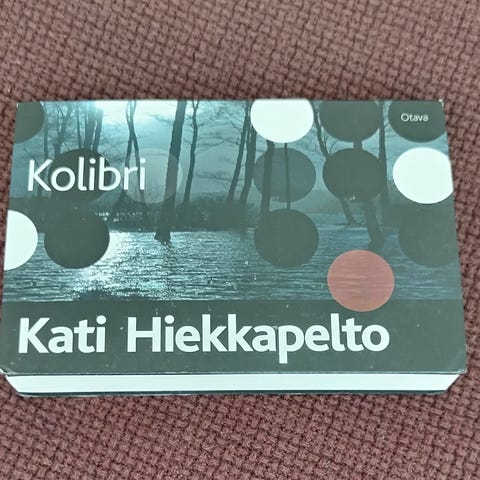 Otava
Kolibri
Kati Hiekkapelto